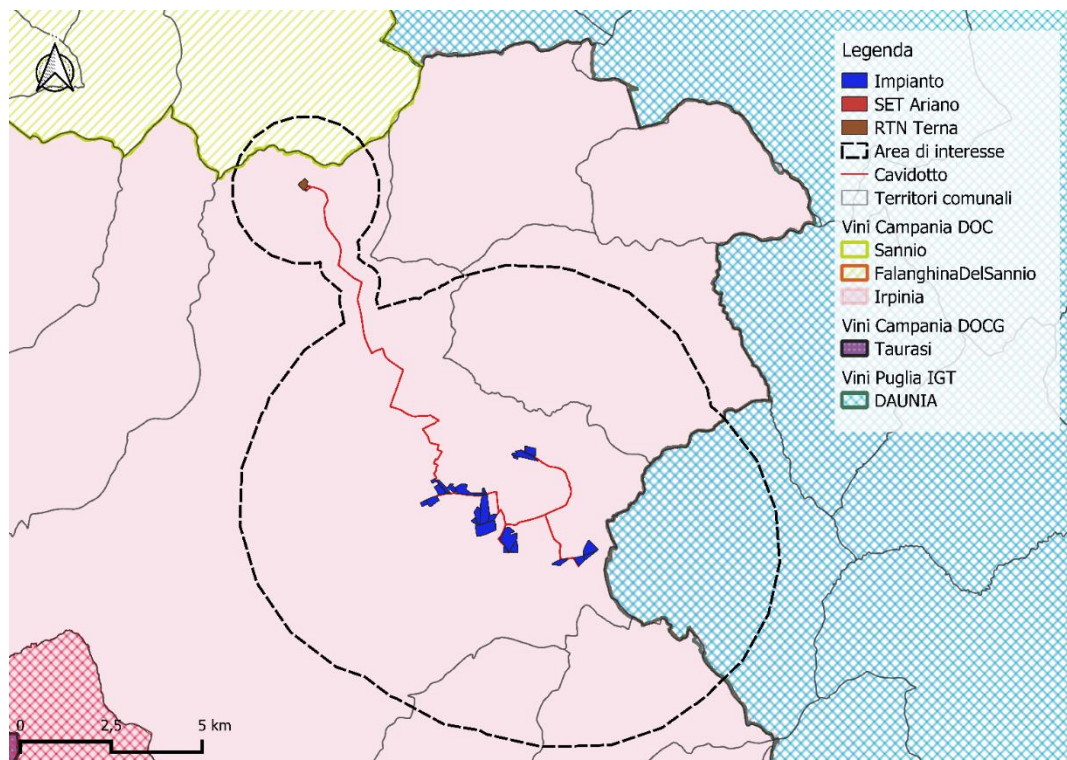 Legenda
Impianto
SET Ariano
RTN Terna
Area di interesse
Cavidotto
Territori comunali
Vini Campania DOC
Sannio
FalanghinaDelSannio
Irpinia
Vini Campania DOCG
Taurasi
Vini Puglia IGT
DAUNIA
0 2,5 5 km